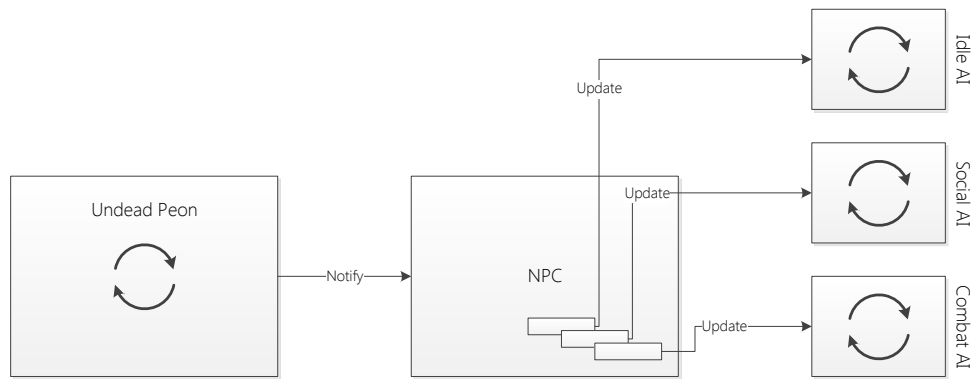 Idle AI
Update
Social AI
Update
Undead Peon
Notify
NPC
Update
Combat AI